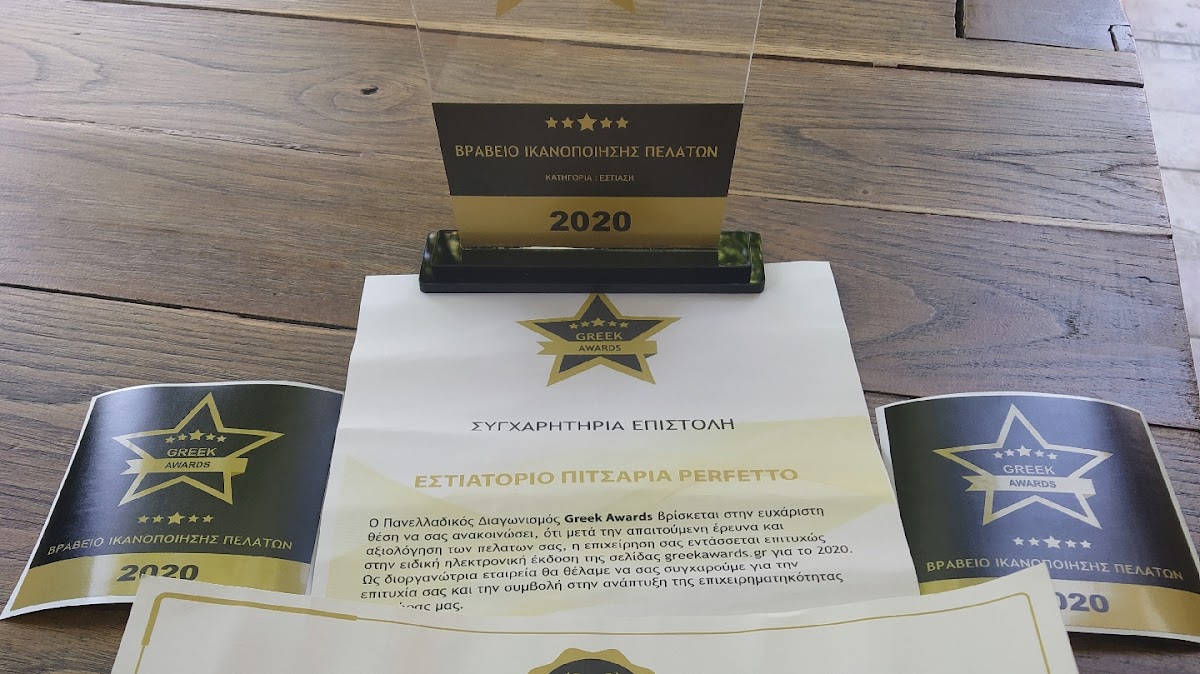 ΒΡΑΒΕΙΟ ΙΚΑΝΟΠΟΙΗΣΗΣ ΠΕΛΑΤΩΝ
ΚΑΤΗΓΟΡΙΑ : ΕΣΤΙΑΣΗ
2020
GREEK
AWARDS
ΣΥΓΧΑΡΗΤΗΡΙΑ ΕΠΙΣΤΟΛΗ
ΕΣΤΙΑΤΟΡΙΟ ΠΙΤΣΑΡΙΑ PERFETTO
Ο Πανελλαδικός Διαγωνισμός Greek Awards βρίσκεται στην ευχάριστη
θέση να σας ανακοινώσει, ότι μετά την απαιτούμενη έρευνα και
αξιολόγηση των πελατων σας, η επιχείρηση σας εντάσσεται επιτυχώς
στην ειδική ηλεκτρονική έκδοση της σελίδας greekawards.gr για το 2020.
Ως διοργανώτρια εταιρεία θα θέλαμε να σας συγχαρούμε για την
επιτυχία σας και την συμβολή στην ανάπτυξη της επιχειρηματικότητας
μας.
GREEK
AWARDS
ΒΡΑΒΕΙΟ ΙΚΑΝΟΠΟΙΗΣΗΣ ΠΕΛΑΤΩΝ
2020
GREEK
AWARDS
ΒΡΑΒΕΙΟ ΙΚΑΝΟΠΟΙΗΣΗΣ ΠΕΛΑΤΩΝ
2020